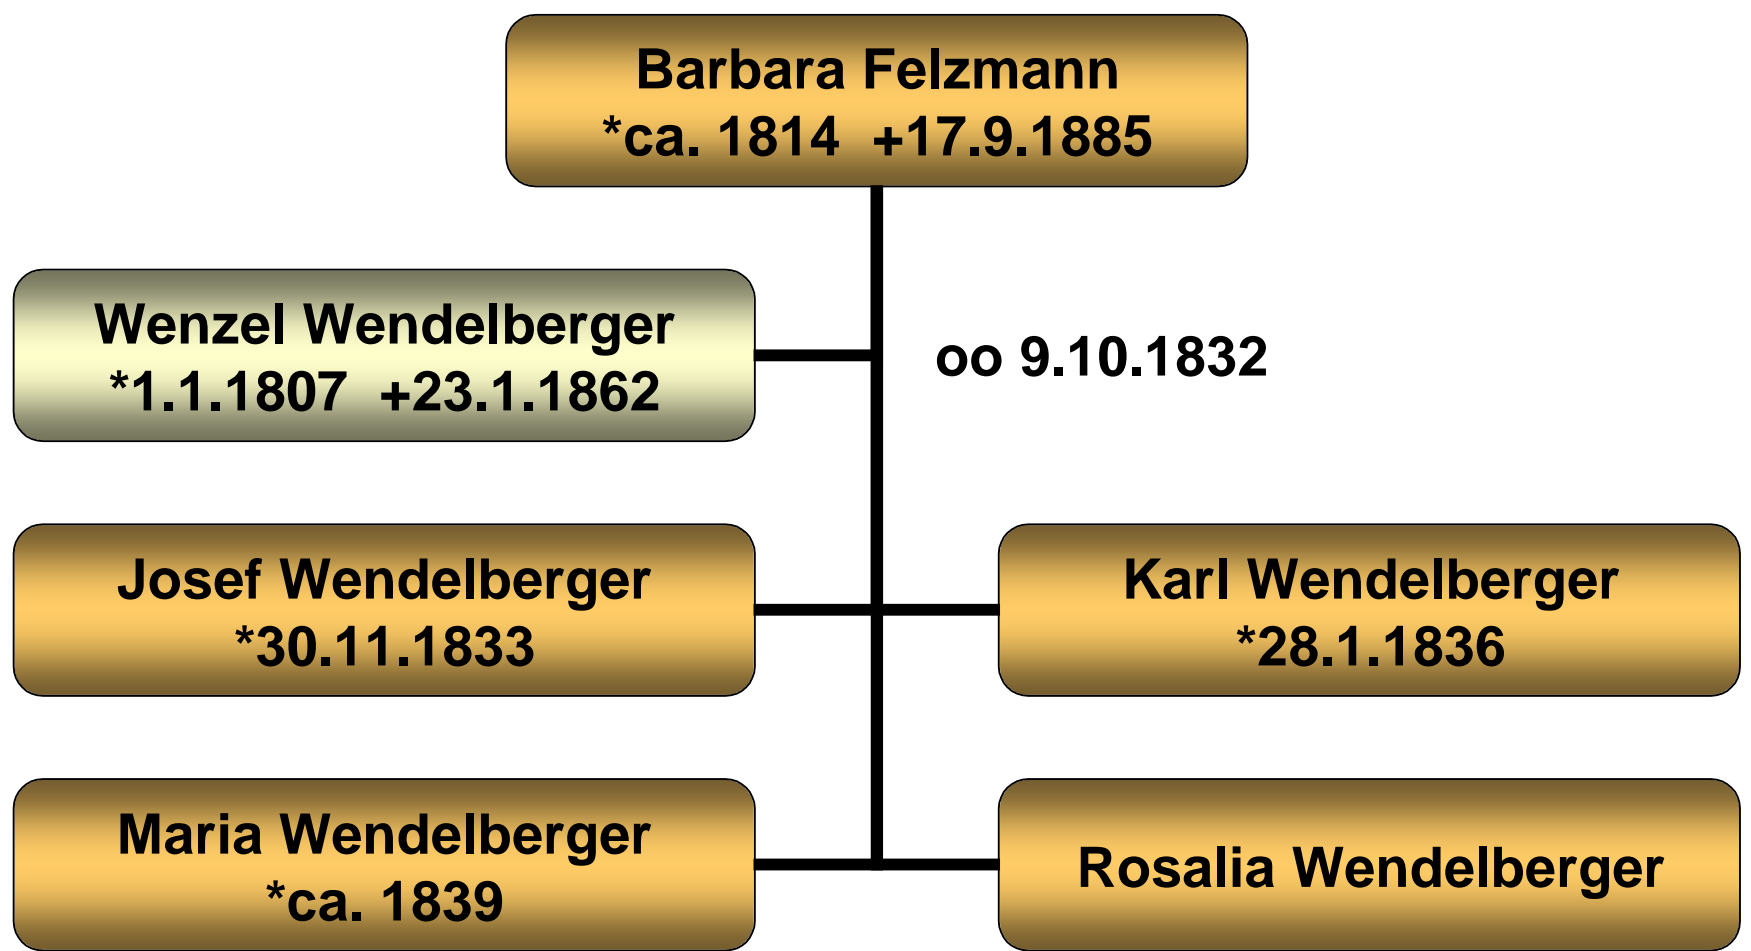 Barbara Felzmann
*ca. 1814  +17.9.1885
Wenzel Wendelberger
*1.1.1807  +23.1.1862
oo 9.10.1832
Josef Wendelberger
*30.11.1833
Karl Wendelberger
*28.1.1836
Maria Wendelberger
*ca. 1839
Rosalia Wendelberger